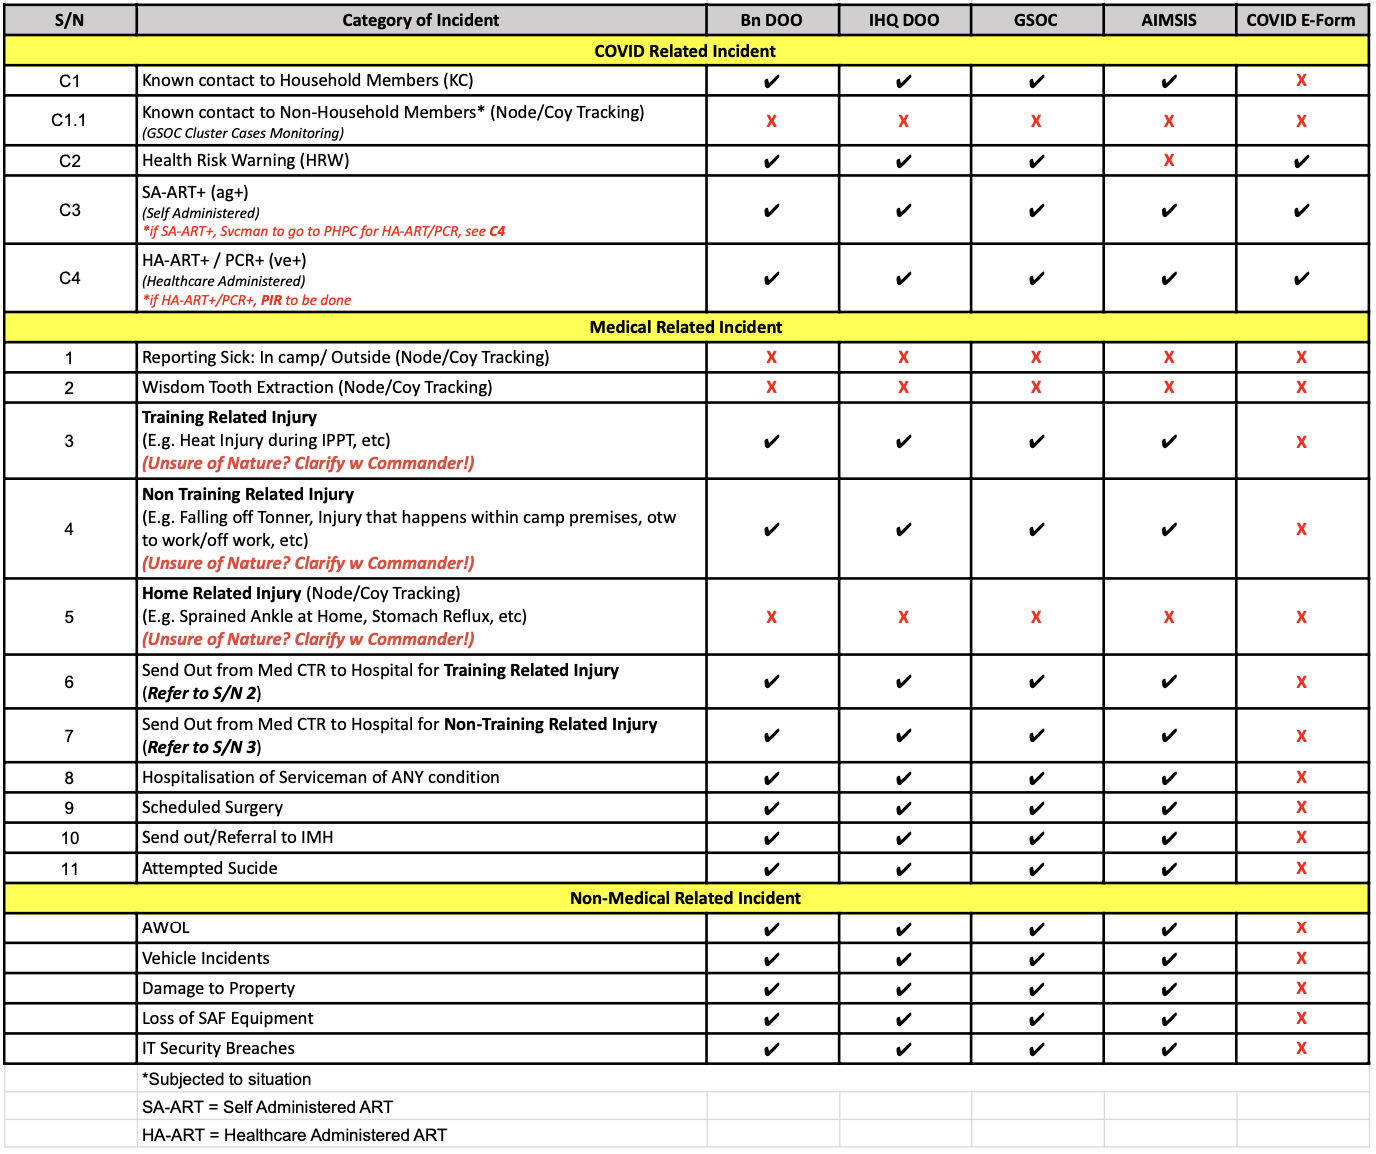 S/N Category of Incident Bn DOO IHQ DOO GSOC AIMSIS COVID E-Form
COVID Related Incident
C1 Known contact to Household Members (KC) ✔ ✔ ✔ ✔ X
C1.1 Known contact to Non-Household Members* (Node/Coy Tracking) X X X X X
(GSOC Cluster Cases Monitoring)
C2 Health Risk Warning (HRW) ✔ ✔ ✔ X ✔
SA-ART+ (ag+)
C3 (Self Administered) ✔ ✔ ✔ ✔ ✔
*if SA-ART+, Svcman to go to PHPC for HA-ART/PCR, see C4
HA-ART+ / PCR+ (ve+)
C4 (Healthcare Administered) ✔ ✔ ✔ ✔ ✔
*if HA-ART+/PCR+, PIR to be done
Medical Related Incident
1 Reporting Sick: In camp/ Outside (Node/Coy Tracking) X X X X X
2 Wisdom Tooth Extraction (Node/Coy Tracking) X X X X X
Training Related Injury
3 (E.g. Heat Injury during IPPT, etc) ✔ ✔ ✔ ✔ X
(Unsure of Nature? Clarify w Commander!)
Non Training Related Injury
(E.g. Falling off Tonner, Injury that happens within camp premises, otw
4 to work/off work, etc) ✔ ✔ ✔ ✔ X
(Unsure of Nature? Clarify w Commander!)
Home Related Injury (Node/Coy Tracking)
5 (E.g. Sprained Ankle at Home, Stomach Reflux, etc) X X X X X
(Unsure of Nature? Clarify w Commander!)
6 Send Out from Med CTR to Hospital for Training Related Injury ✔ ✔ ✔ ✔ X
(Refer to S/N 2)
7 Send Out from Med CTR to Hospital for Non-Training Related Injury ✔ ✔ ✔ ✔ X
(Refer to S/N 3)
8 Hospitalisation of Serviceman of ANY condition ✔ ✔ ✔ ✔ X
9 Scheduled Surgery ✔ ✔ ✔ ✔ X
10 Send out/Referral to IMH ✔ ✔ ✔ ✔ X
11 Attempted Sucide ✔ ✔ ✔ ✔ X
Non-Medical Related Incident
AWOL ✔ ✔ ✔ ✔ X
Vehicle Incidents ✔ ✔ ✔ ✔ X
Damage to Property ✔ ✔ ✔ ✔ X
Loss of SAF Equipment ✔ ✔ ✔ ✔ X
IT Security Breaches ✔ ✔ ✔ ✔ X
*Subjected to situation
SA-ART = Self Administered ART
HA-ART = Healthcare Administered ART